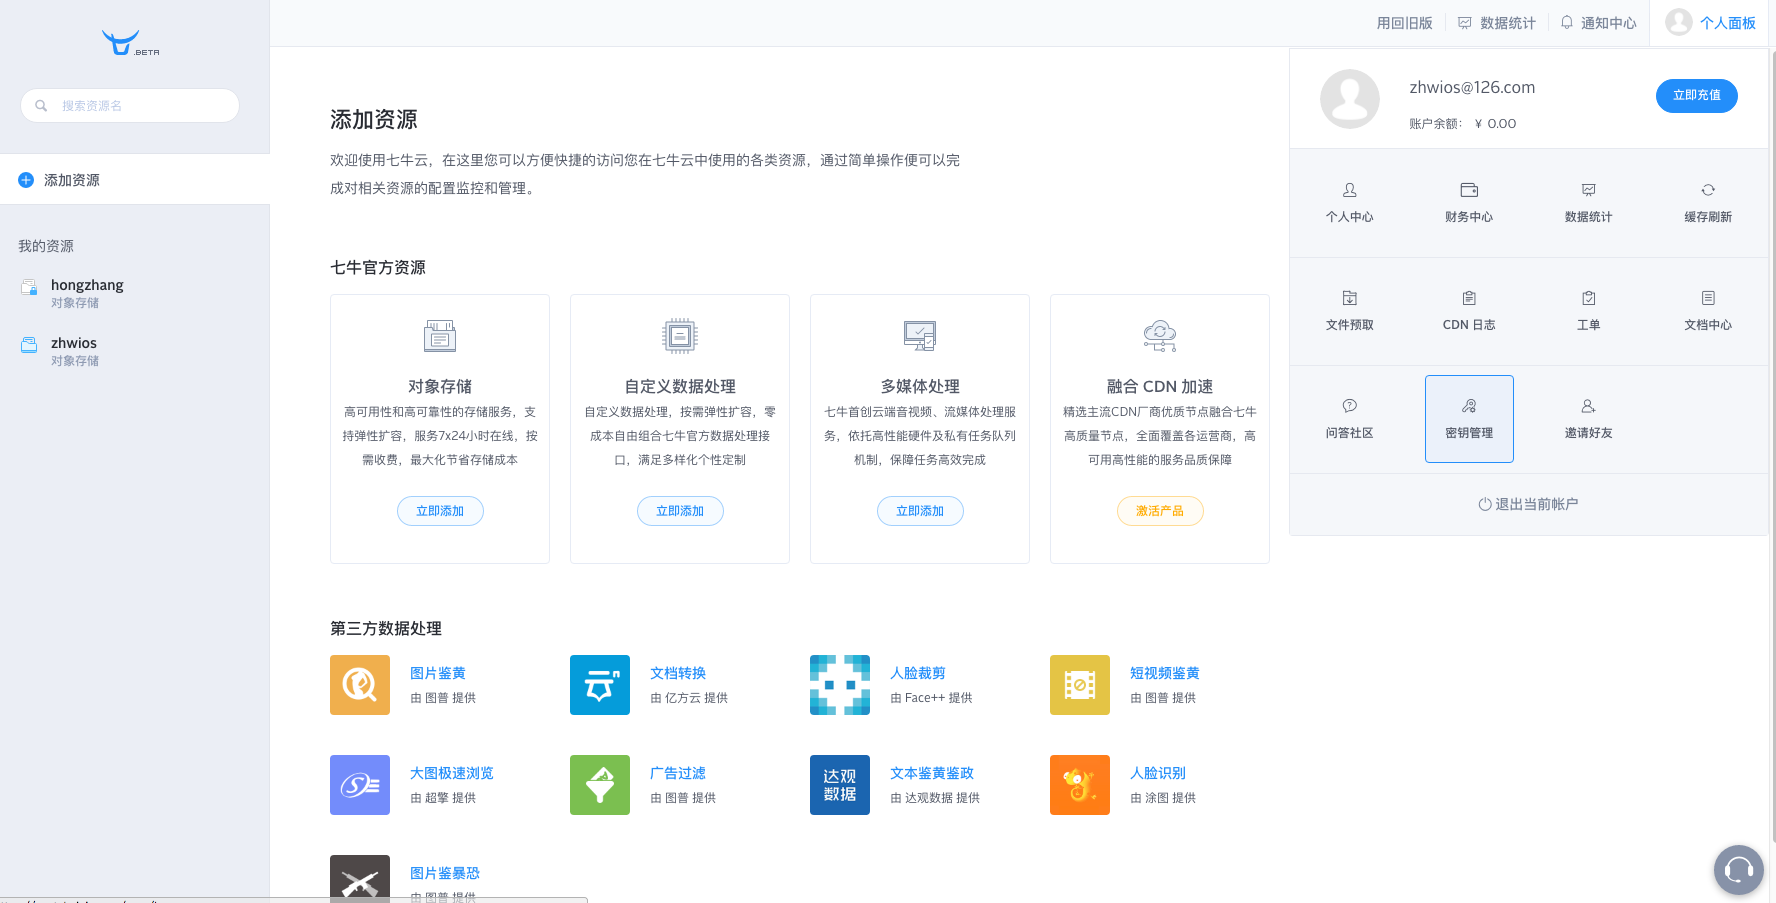 .BETA
搜索资源名
添加资源
我的资源
hongzhang
对象存储
zhwios
对象存储
用回旧版
数据统计
通知中心
个人面板
添加资源
欢迎使用七牛云，在这里您可以方便快捷的访问您在七牛云中使用的各类资源，通过简单操作便可以完
成对相关资源的配置监控和管理。
七牛官方资源
对象存储
高可用性和高可靠性的存储服务，支
持弹性扩容，服务7x24小时在线，按
需收费，最大化节省存储成本
立即添加
自定义数据处理
自定义数据处理，按需弹性扩容，零
成本自由组合七牛官方数据处理接
口，满足多样化个性定制
立即添加
多媒体处理
七牛首创云端音视频、流媒体处理服
务，依托高性能硬件及私有任务队列
机制，保障任务高效完成
立即添加
融合 CDN 加速
精选主流CDN厂商优质节点融合七牛
高质量节点，全面覆盖各运营商，高
可用高性能的服务品质保障
激活产品
第三方数据处理
图片鉴黄
由 图普 提供
文档转换
由 亿方云 提供
人脸裁剪
由 Face++ 提供
短视频鉴黄
由 图普 提供
大图极速浏览
由 超擎 提供
广告过滤
由 图普 提供
达观
数据
文本鉴黄鉴政
由 达观数据 提供
人脸识别
由 涂图 提供
图片鉴暴恐
由 图普 提供
zhwios@126.com
账户余额： ¥ 0.00
立即充值
个人中心
财务中心
数据统计
缓存刷新
文件预取
CDN 日志
工单
文档中心
问答社区
密钥管理
邀请好友
退出当前帐户